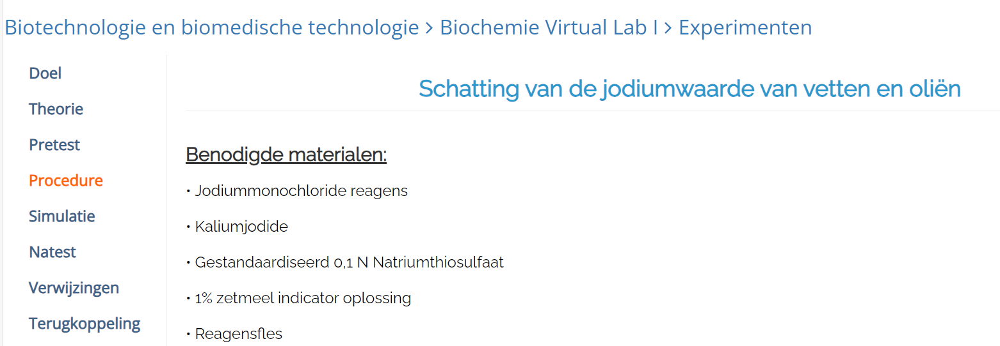 Biotechnologie en biomedische technologie > Biochemie Virtual Lab I > Experimenten
Doel
Theorie
Pretest
Procedure
Simulatie
Natest
Verwijzingen
Terugkoppeling
Schatting van de jodiumwaarde van vetten en oliën
Benodigde materialen:
• Jodiummonochloride reagens
• Kaliumjodide
• Gestandaardiseerd 0,1 N Natriumthiosulfaat
• 1% zetmeel indicator oplossing
• Reagensfles